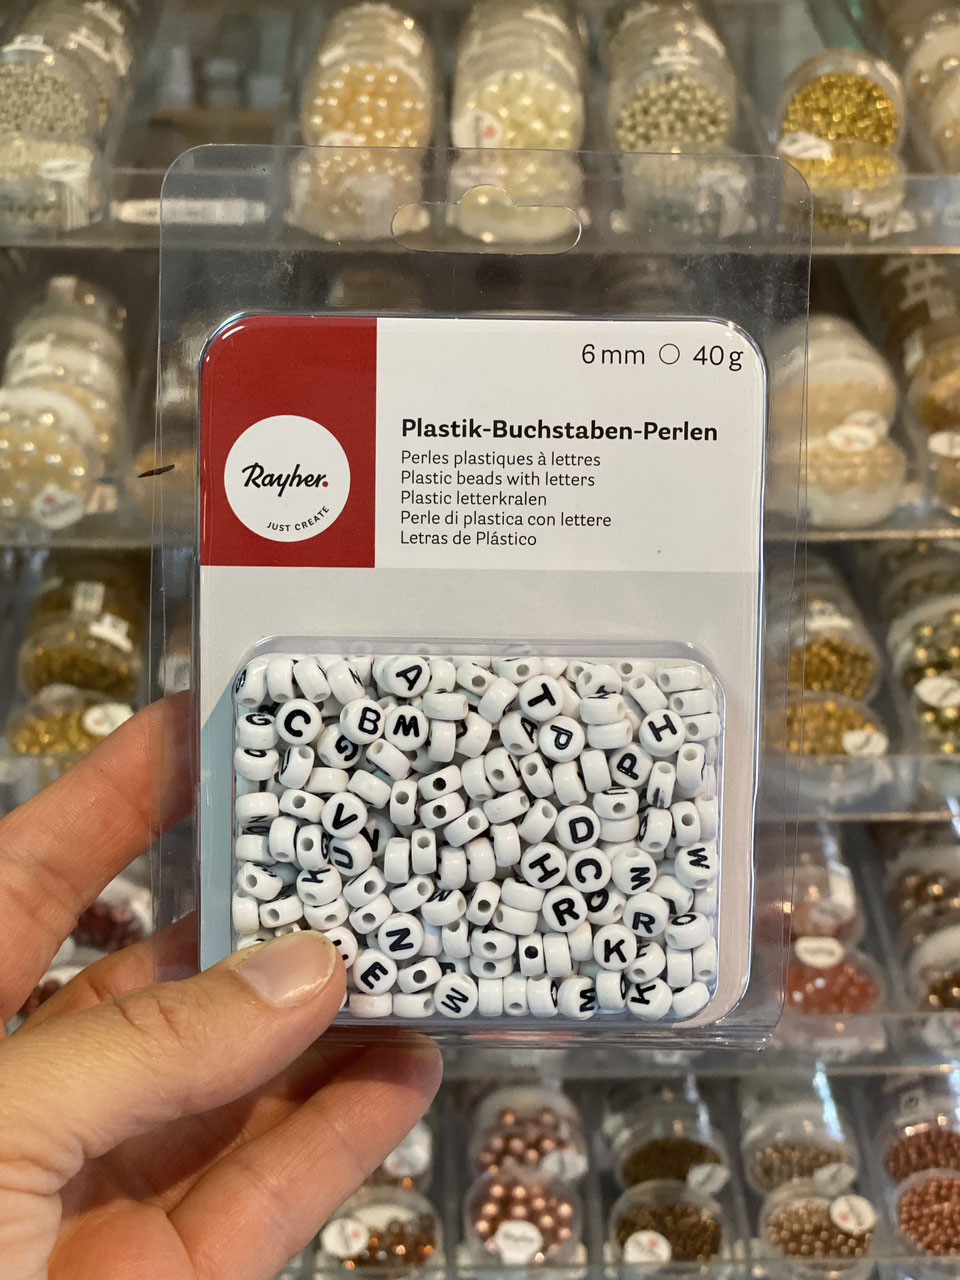 6 mm ○ 40 g
Plastik-Buchstaben-Perlen
Perles plastiques à lettres
Plastic beads with letters
Plastic letterkralen
Perle di plastica con lettere
Letras de Plástico
Rayher.
JUST CREATE
A
T
C
B
M
G
P
H
P
V
D
U
H
C
K
W
W
R
R
N
K
E
M
K